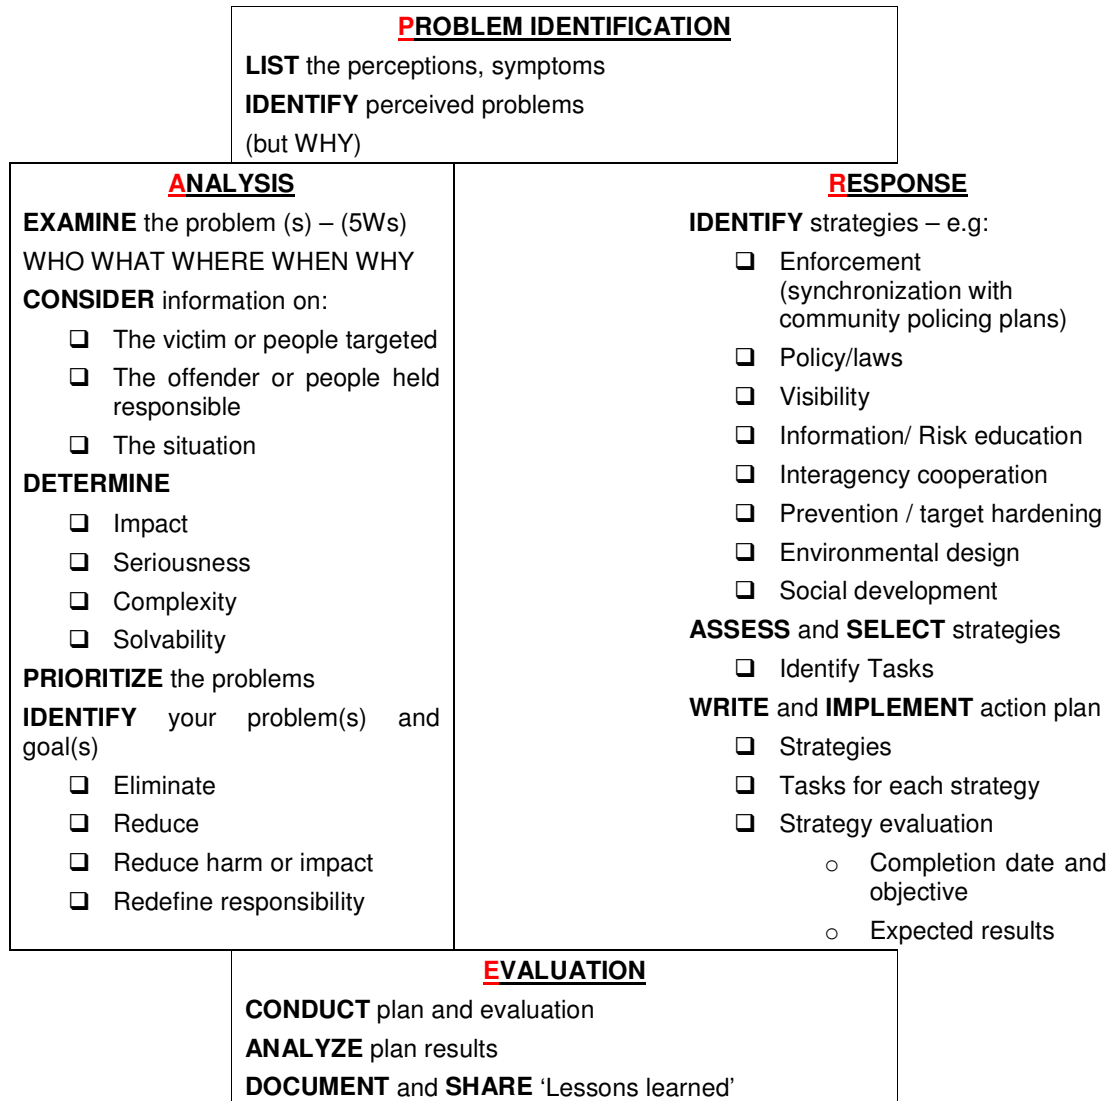 PROBLEM IDENTIFICATION
LIST the perceptions, symptoms
IDENTIFY perceived problems
(but WHY)
ANALYSIS
EXAMINE the problem (s) – (5Ws)
WHO WHAT WHERE WHEN WHY
CONSIDER information on:
❑ The victim or people targeted
❑ The offender or people held
responsible
❑ The situation
DETERMINE
❑ Impact
❑ Seriousness
❑ Complexity
❑ Solvability
PRIORITIZE the problems
IDENTIFY your problem(s) and
goal(s)
❑ Eliminate
❑ Reduce
❑ Reduce harm or impact
❑ Redefine responsibility
RESPONSE
IDENTIFY strategies – e.g:
❑ Enforcement
(synchronization with
community policing plans)
❑ Policy/laws
❑ Visibility
❑ Information/ Risk education
❑ Interagency cooperation
❑ Prevention / target hardening
❑ Environmental design
❑ Social development
ASSESS and SELECT strategies
❑ Identify Tasks
WRITE and IMPLEMENT action plan
❑ Strategies
❑ Tasks for each strategy
❑ Strategy evaluation
o Completion date and
objective
o Expected results
EVALUATION
CONDUCT plan and evaluation
ANALYZE plan results
DOCUMENT and SHARE ‘Lessons learned’